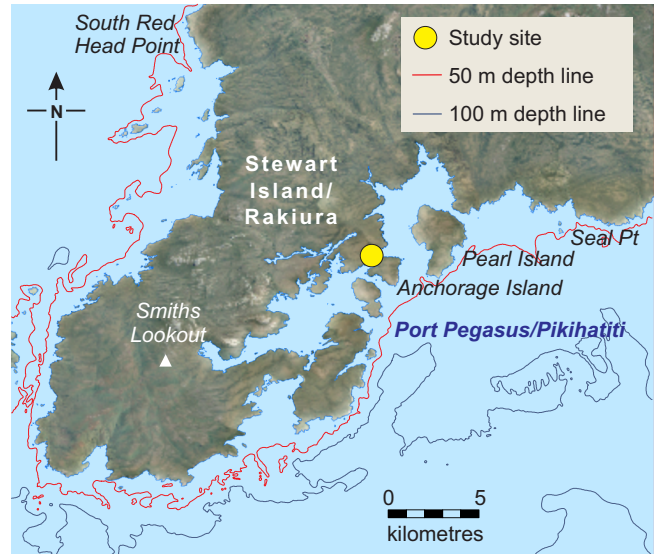 South Red
Head Point
Study site
50 m depth line
100 m depth line
N
Stewart
Island/
Rakiura
Seal Pt
Pearl Island
Anchorage Island
Smiths
Lookout
Port Pegasus/Pikihatiti
0 5
kilometres